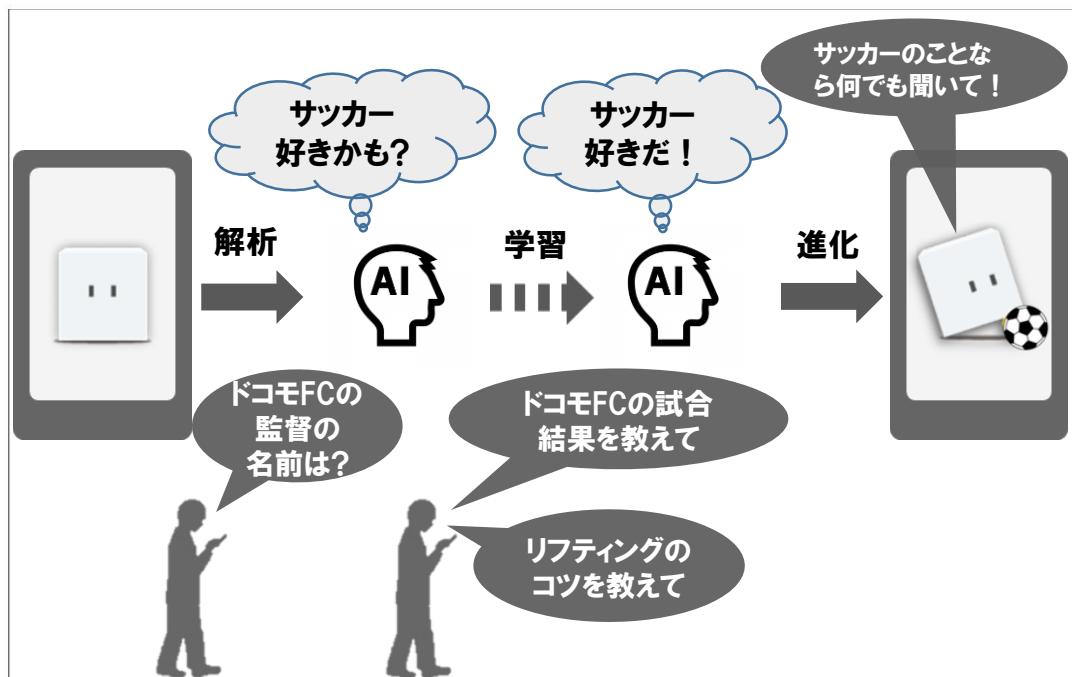 サッカーのことな
ら何でも聞いて！
サッカー
好きかも？
サッカー
好きだ！
解析
AI
学習
AI
進化
ドコモFCの
監督の
名前は？
ドコモFCの試合
結果を教えて
リフティングの
コツを教えて